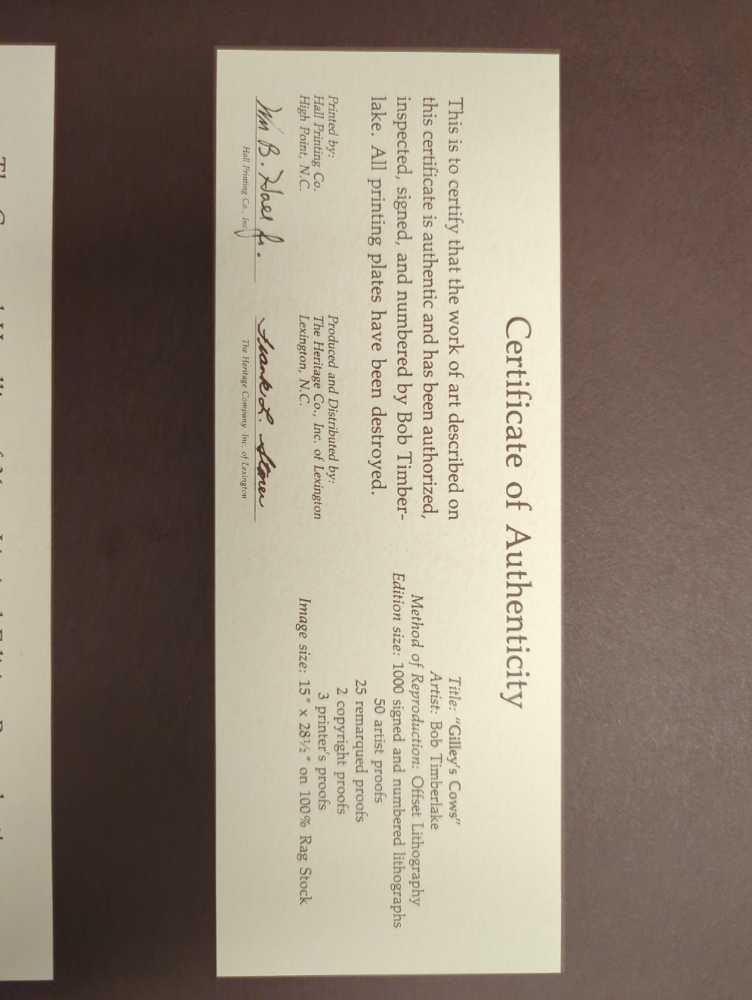 Certificate of Authenticity
This is to certify that the work of art described on
this certificate is authentic and has been authorized,
inspected, signed, and numbered by Bob Timber-
lake. All printing plates have been destroyed.
Printed by:
Hall Printing Co.
High Point, N.C.
Wm B. Hall Jr.
Hall Printing Co., Inc.
Produced and Distributed by:
The Heritage Co., Inc. of Lexington
Lexington, N.C.
Frank L.
The Heritage Company Inc. of Lexington
Title: "Gilley's Cows"
Artist: Bob Timberlake
Method of Reproduction: Offset Lithography
Edition size: 1000 signed and numbered lithographs
50 artist proofs
25 remarqued proofs
2 copyright proofs
3 printer's proofs
Image size: 15" x 28½" on 100% Rag Stock